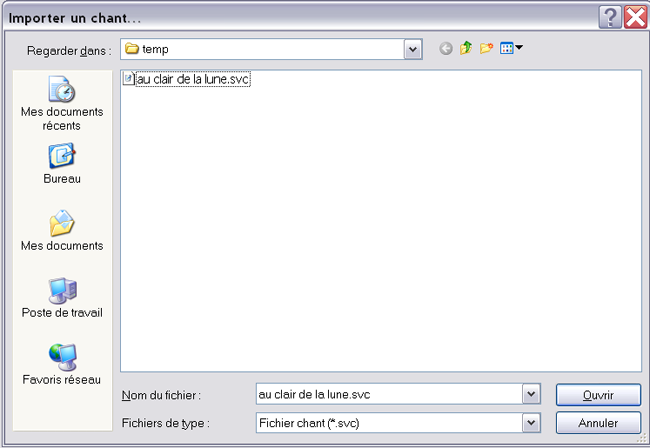 Importer un chant...
Regarder dans :
temp
au clair de la lune.svc
Mes documents
récents
Bureau
Mes documents
Poste de travail
Favoris réseau
Nom du fichier :
au clair de la lune.svc
Ouvrir
Fichiers de type :
Fichier chant (*.svc)
Annuler